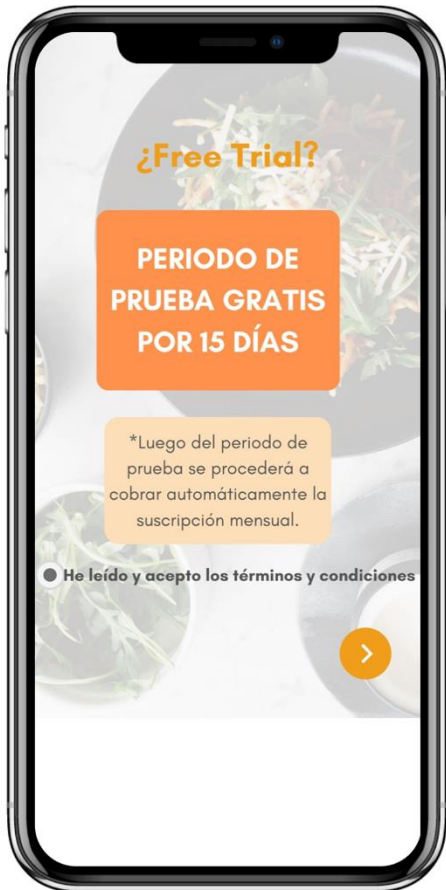 ¿Free Trial?
PERIODO DE
PRUEBA GRATIS
POR 15 DÍAS
*Luego del periodo de
prueba se procederá a
cobrar automáticamente la
suscripción mensual.
He leído y acepto los términos y condiciones